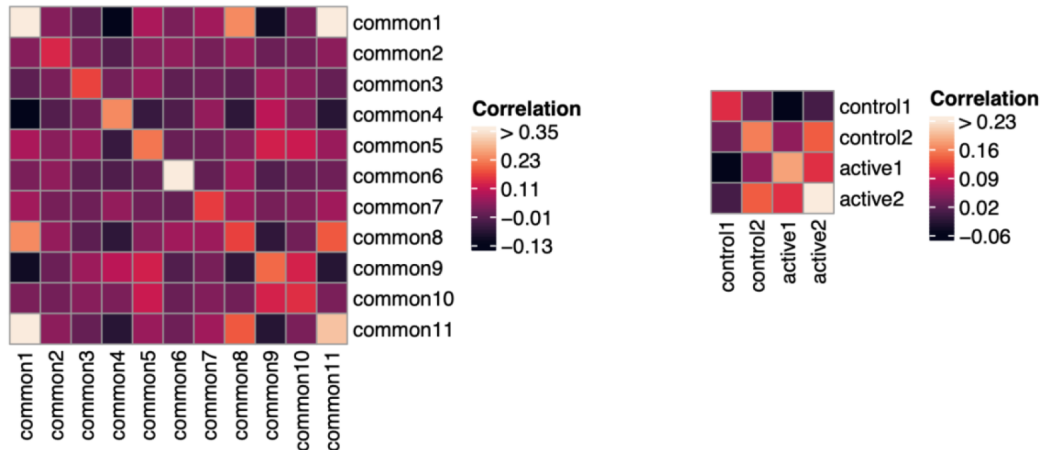 common1
common2
common3
common4
common5
common6
common7
common8
common9
common10
common11
common1
common2
common3
common4
common5
common6
common7
common8
common9
common10
common11
Correlation
> 0.35
0.23
0.11
−0.01
−0.13
control1
control2
active1
active2
control1
control2
active1
active2
Correlation
> 0.23
0.16
0.09
0.02
−0.06